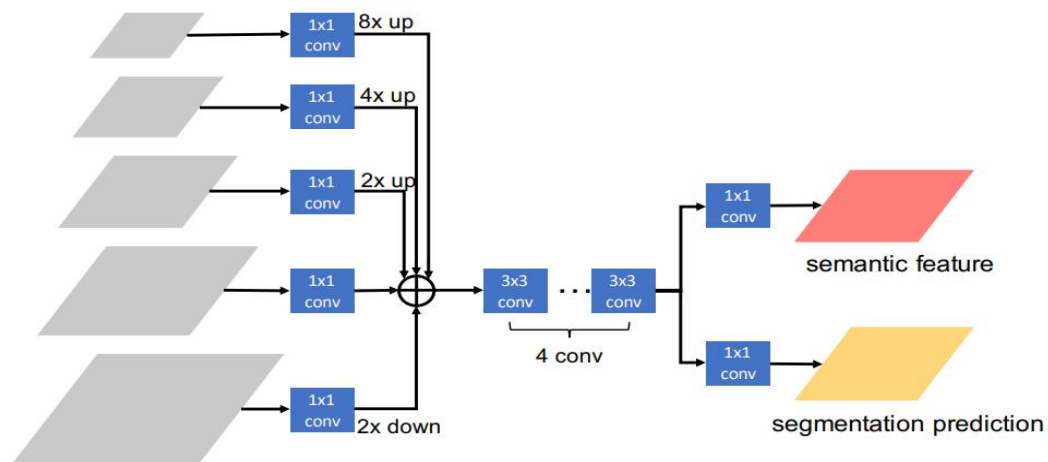 1x1
conv
8x up
1x1
conv
4x up
1x1
conv
2x up
1x1
conv
1x1
conv
2x down
3x3
conv
...
3x3
conv
4 conv
1x1
conv
semantic feature
1x1
conv
segmentation prediction